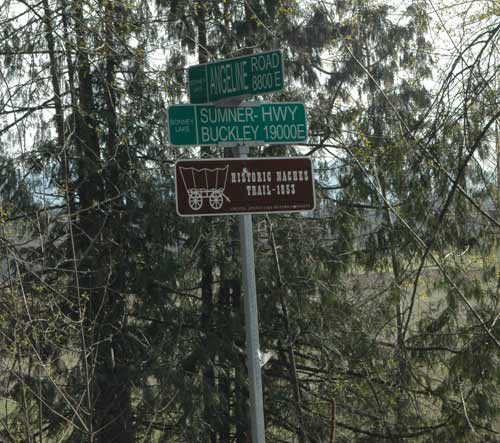 ANGELINE ROAD
8800 E
BONNEY
LAKE
SUMNER- HWY
BUCKLEY 19000E
HISTORIC NACHES
TRAIL-1853